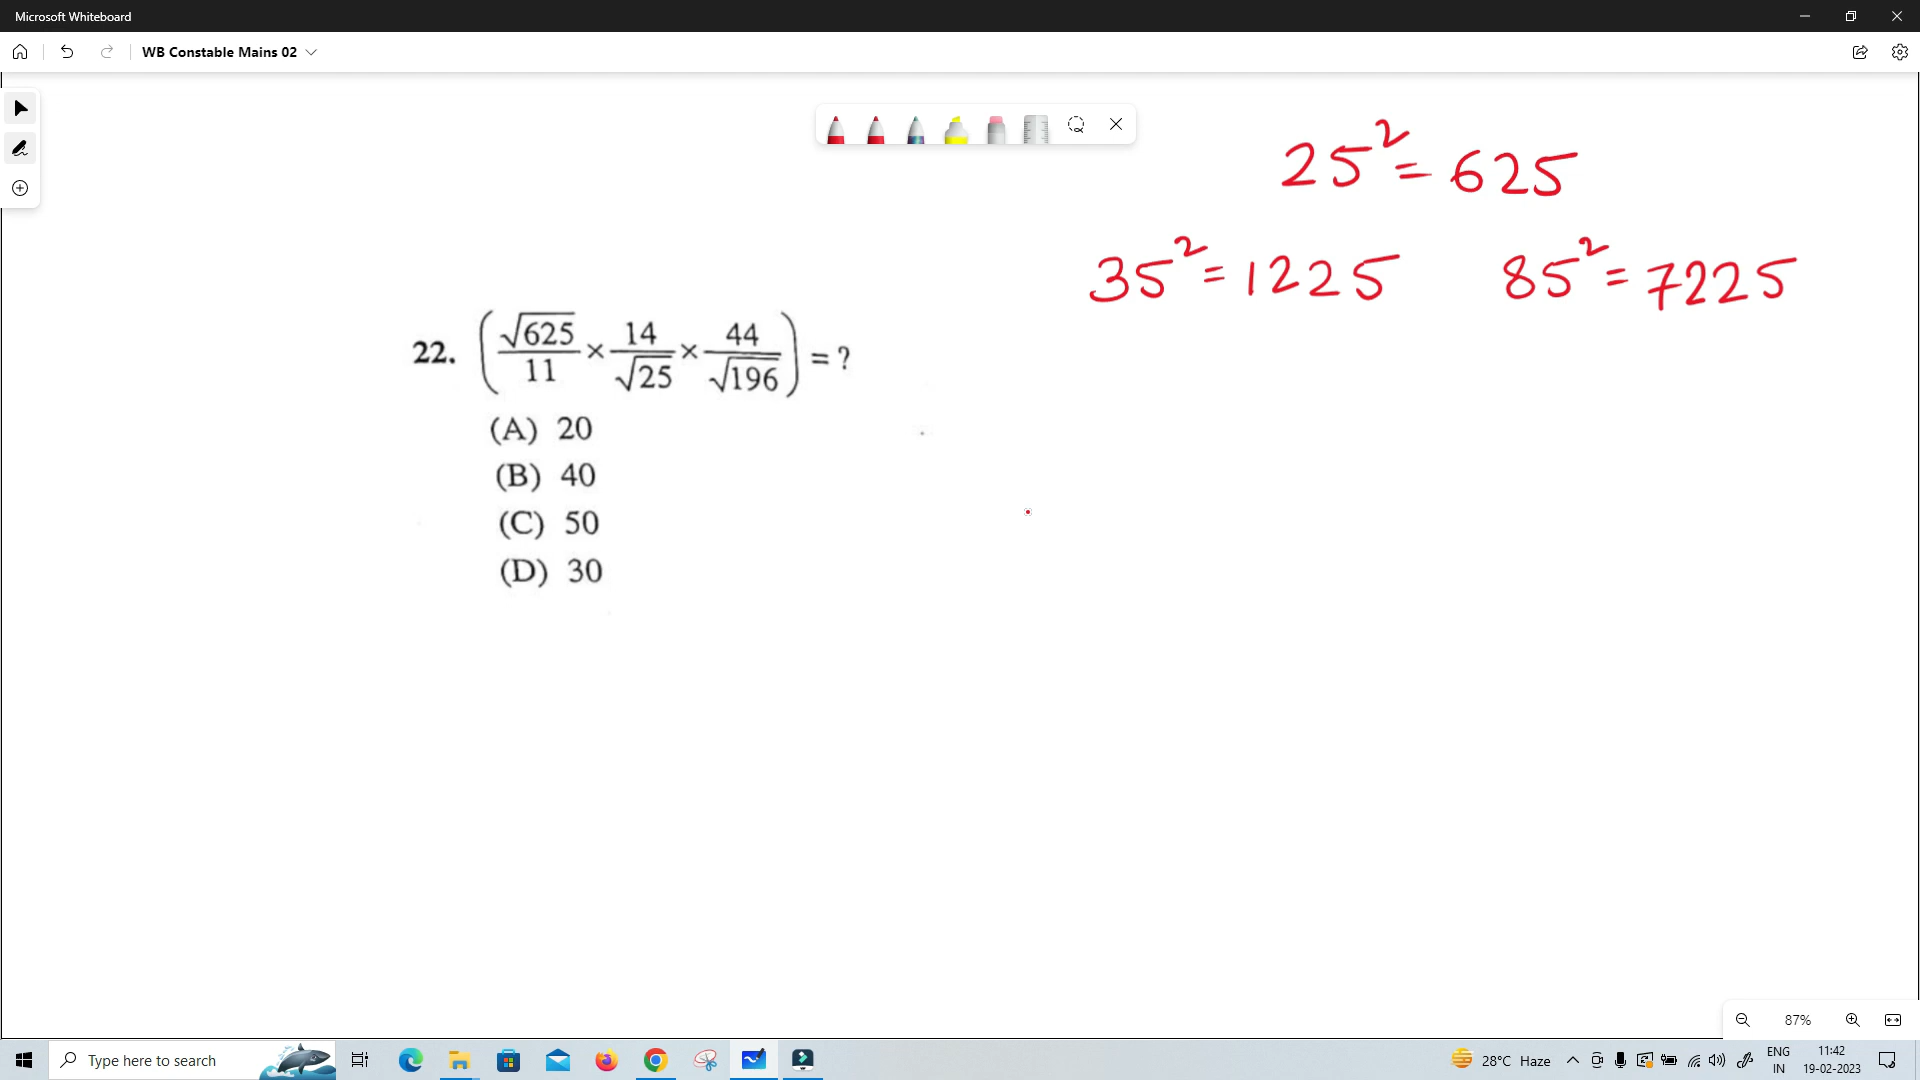 Microsoft Whiteboard
WB Constable Mains 02
25² = 625
35² = 1225 85² = 7225
22. (√625/11 × 14/√25 × 44/√196) = ?
(A) 20
(B) 40
(C) 50
(D) 30
87%
Type here to search
28°C Haze
ENG
IN
11:42
19-02-2023